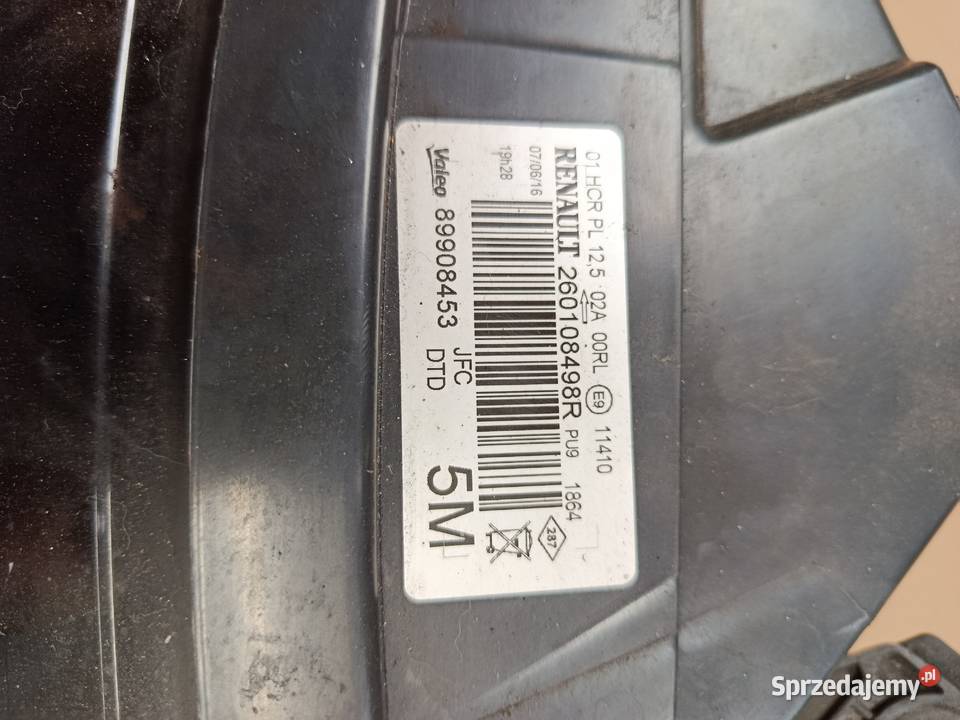 01 HCR PL 12,5 02A 00RL E9 11410
RENAULT 260108498R PU9 1864
07/06/16
19h28
287
Valeo 89908453 JFC
DTD
5M
Sprzedajemy.pl